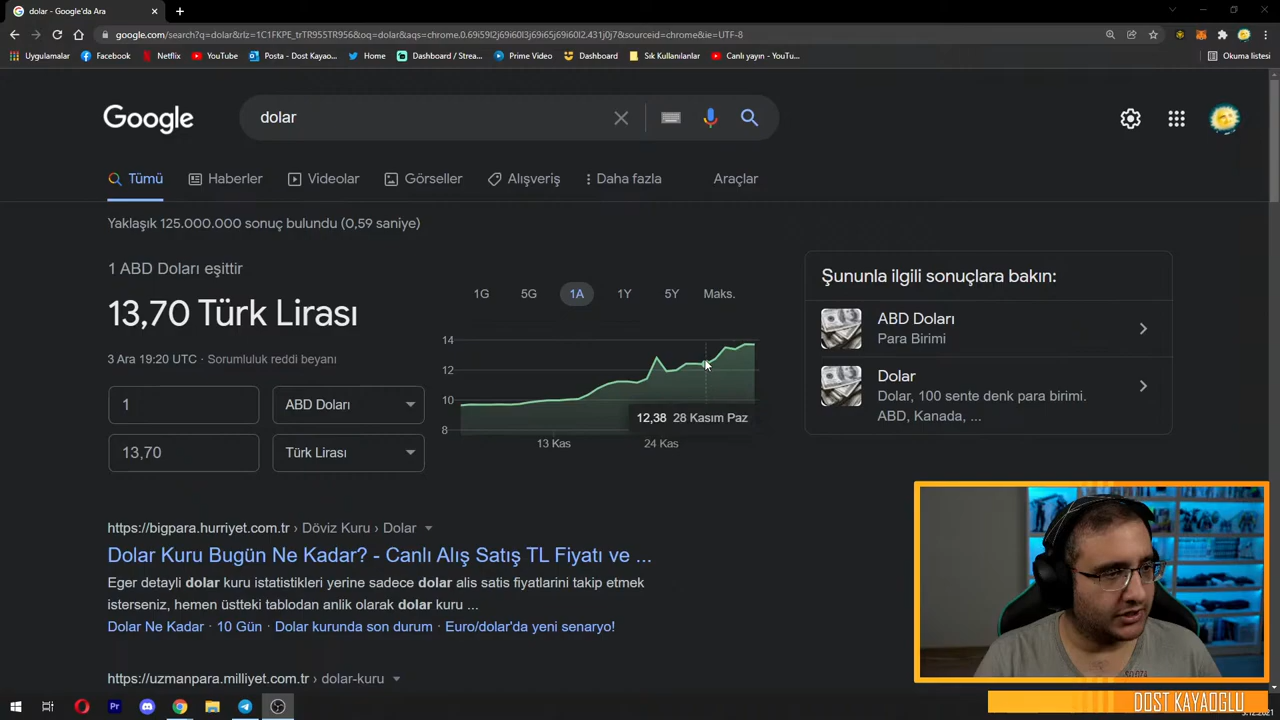 dolar - Google'da Ara
google.com/search?q=dolar&rlz=1C1FKPE_trTR955TR956&oq=dolar&aqs=chrome.0.69i59l2j69i60l3j69i65j69i60l2.431j0j7&sourceid=chrome&ie=UTF-8
Uygulamalar Facebook Netflix YouTube Posta - Dost Kayao... Home Dashboard / Strea... Prime Video Dashboard Sık Kullanılanlar Canlı yayın - YouTu... Okuma listesi
Google dolar
Tümü Haberler Videolar Görseller Alışveriş Daha fazla Araçlar
Yaklaşık 125.000.000 sonuç bulundu (0,59 saniye)
1 ABD Doları eşittir
13,70 Türk Lirası
3 Ara 19:20 UTC · Sorumluluk reddi beyanı
1 ABD Doları
13,70 Türk Lirası
1G 5G 1A 1Y 5Y Maks.
14
12
10
8
12,38 28 Kasım Paz
13 Kas 24 Kas
Şununla ilgili sonuçlara bakın:
ABD Doları
Para Birimi
Dolar
Dolar, 100 sente denk para birimi.
ABD, Kanada, ...
https://bigpara.hurriyet.com.tr › Döviz Kuru › Dolar
Dolar Kuru Bugün Ne Kadar? - Canlı Alış Satış TL Fiyatı ve ...
Eger detayli dolar kuru istatistikleri yerine sadece dolar alis satis fiyatlarini takip etmek
isterseniz, hemen üstteki tablodan anlik olarak dolar kuru ...
Dolar Ne Kadar · 10 Gün · Dolar kurunda son durum · Euro/dolar'da yeni senaryo!
https://uzmanpara.milliyet.com.tr › dolar-kuru
DOST KAYAOGLU